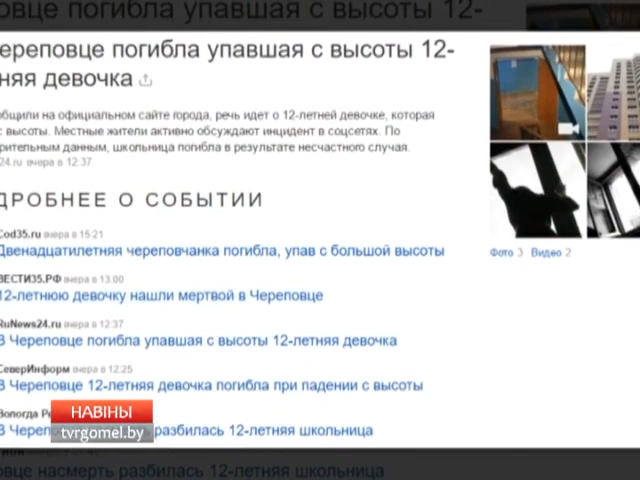 овце погибла упавшая с высоты 12-
Череповце погибла упавшая с высоты 12-
няя девочка
общили на официальном сайте города, речь идет о 12-летней девочке, которая
с высоты. Местные жители активно обсуждают инцидент в соцсетях. По
рительным данным, школьница погибла в результате несчастного случая.
24.ru вчера в 12:37
ДРОБНЕЕ О СОБЫТИИ
Cod35.ru вчера в 15:21
Двенадцатилетняя череповчанка погибла, упав с большой высоты
Фото 3 Видео 2
ВЕСТИ35.РФ вчера в 13:00
12-летнюю девочку нашли мертвой в Череповце
RuNews24.ru вчера в 12:37
В Череповце погибла упавшая с высоты 12-летняя девочка
СеверИнформ вчера в 12:25
В Череповце 12-летняя девочка погибла при падении с высоты
Вологда
НАВІНЫ
tvrgomel.by
В Череп разбилась 12-летняя школьница
овце насмерть разбилась 12-летняя школьница